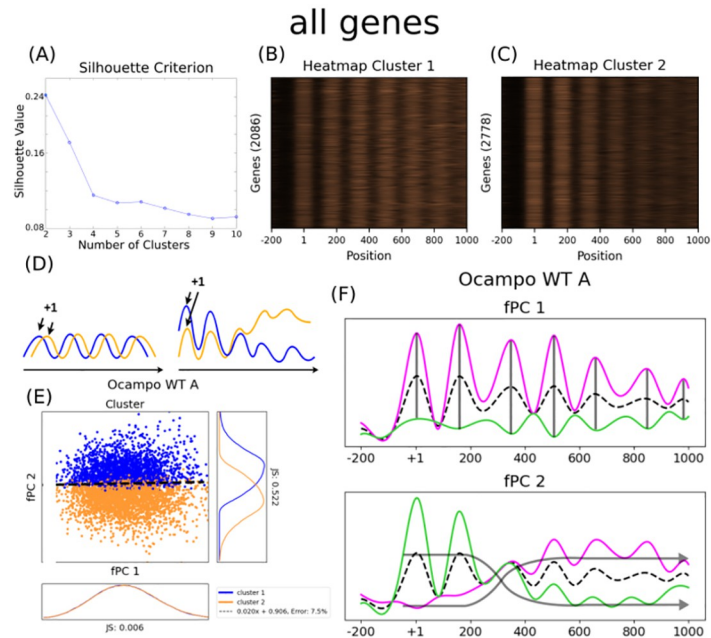 all genes
(A)
Silhouette Criterion
Silhouette Value
0.24
0.16
0.08
2 3 4 5 6 7 8 9 10
Number of Clusters
(B)
Heatmap Cluster 1
Genes (2086)
-200 1 200 400 600 800 1000
Position
(C)
Heatmap Cluster 2
Genes (2778)
-200 1 200 400 600 800 1000
Position
(D)
+1
+1
Ocampo WT A
(E)
Cluster
fPC 2
JS: 0.522
fPC 1
JS: 0.006
cluster 1
cluster 2
0.020x + 0.906, Error: 7.5%
Ocampo WT A
(F)
fPC 1
-200 +1 200 400 600 800 1000
fPC 2
-200 +1 200 400 600 800 1000